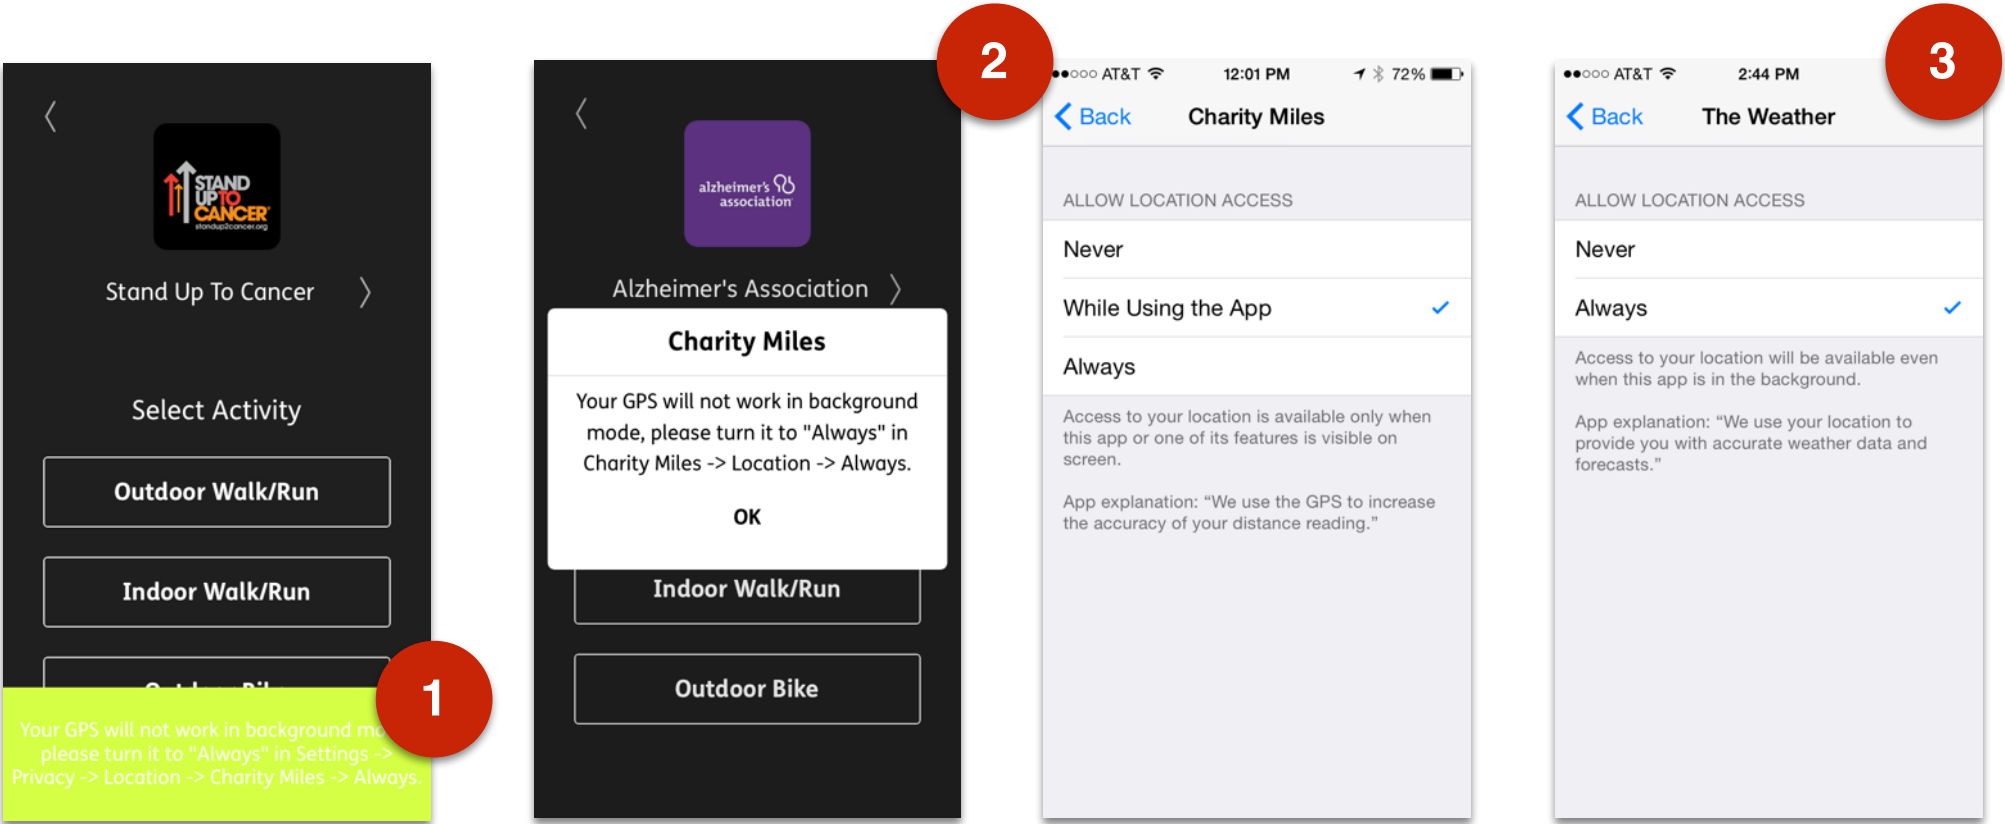 STAND
UPTO
CANCER
standup2cancer.org
Stand Up To Cancer
Select Activity
Outdoor Walk/Run
Indoor Walk/Run
Your GPS will not work in background
please turn it to "Always" in Settings ->
Privacy -> Location -> Charity Miles -> Always.
1
alzheimer's
association
Alzheimer's Association
Charity Miles
Your GPS will not work in background
mode, please turn it to "Always" in
Charity Miles -> Location -> Always.
OK
Indoor Walk/Run
Outdoor Bike
2
AT&T 12:01 PM 72%
Back Charity Miles
ALLOW LOCATION ACCESS
Never
While Using the App
Always
Access to your location is available only when
this app or one of its features is visible on
screen.
App explanation: “We use the GPS to increase
the accuracy of your distance reading.”
3
AT&T 2:44 PM
Back The Weather
ALLOW LOCATION ACCESS
Never
Always
Access to your location will be available even
when this app is in the background.
App explanation: “We use your location to
provide you with accurate weather data and
forecasts.”